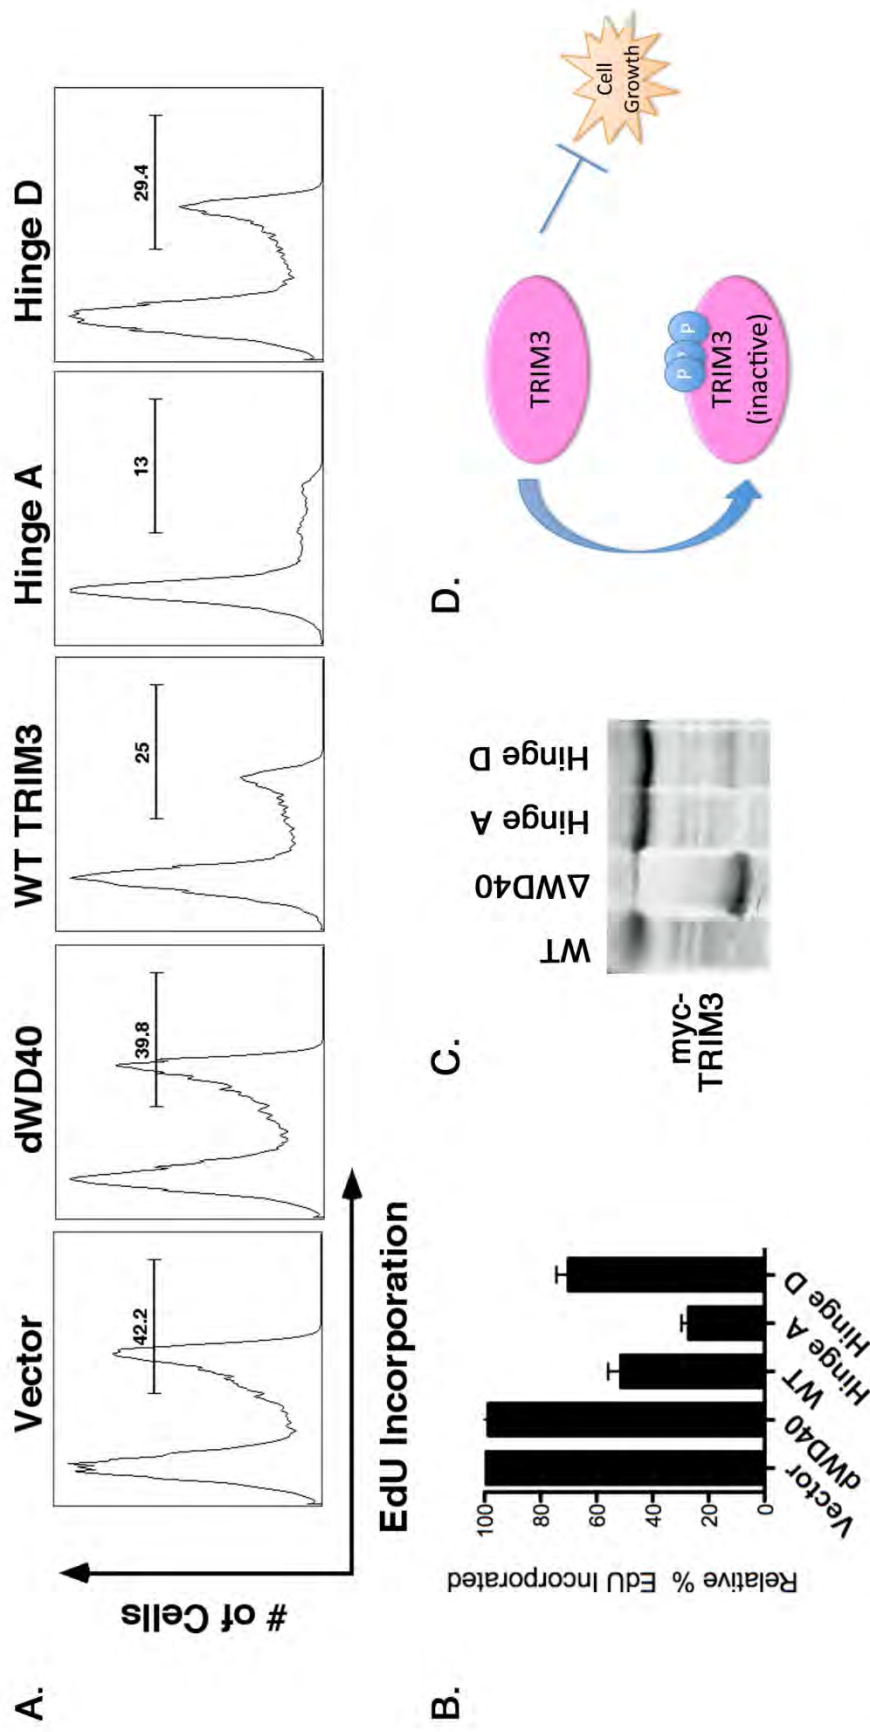 A.
Vector
dWD40
WT TRIM3
Hinge A
Hinge D
42.2
39.8
25
13
29.4
# of Cells
EdU Incorporation
B.
Relative % EdU Incorporated
100
80
60
40
20
0
Vector
dWD40
WT
Hinge A
Hinge D
C.
WT
ΔWD40
Hinge A
Hinge D
myc-
TRIM3
D.
TRIM3
Cell
Growth
P
P
TRIM3
(inactive)